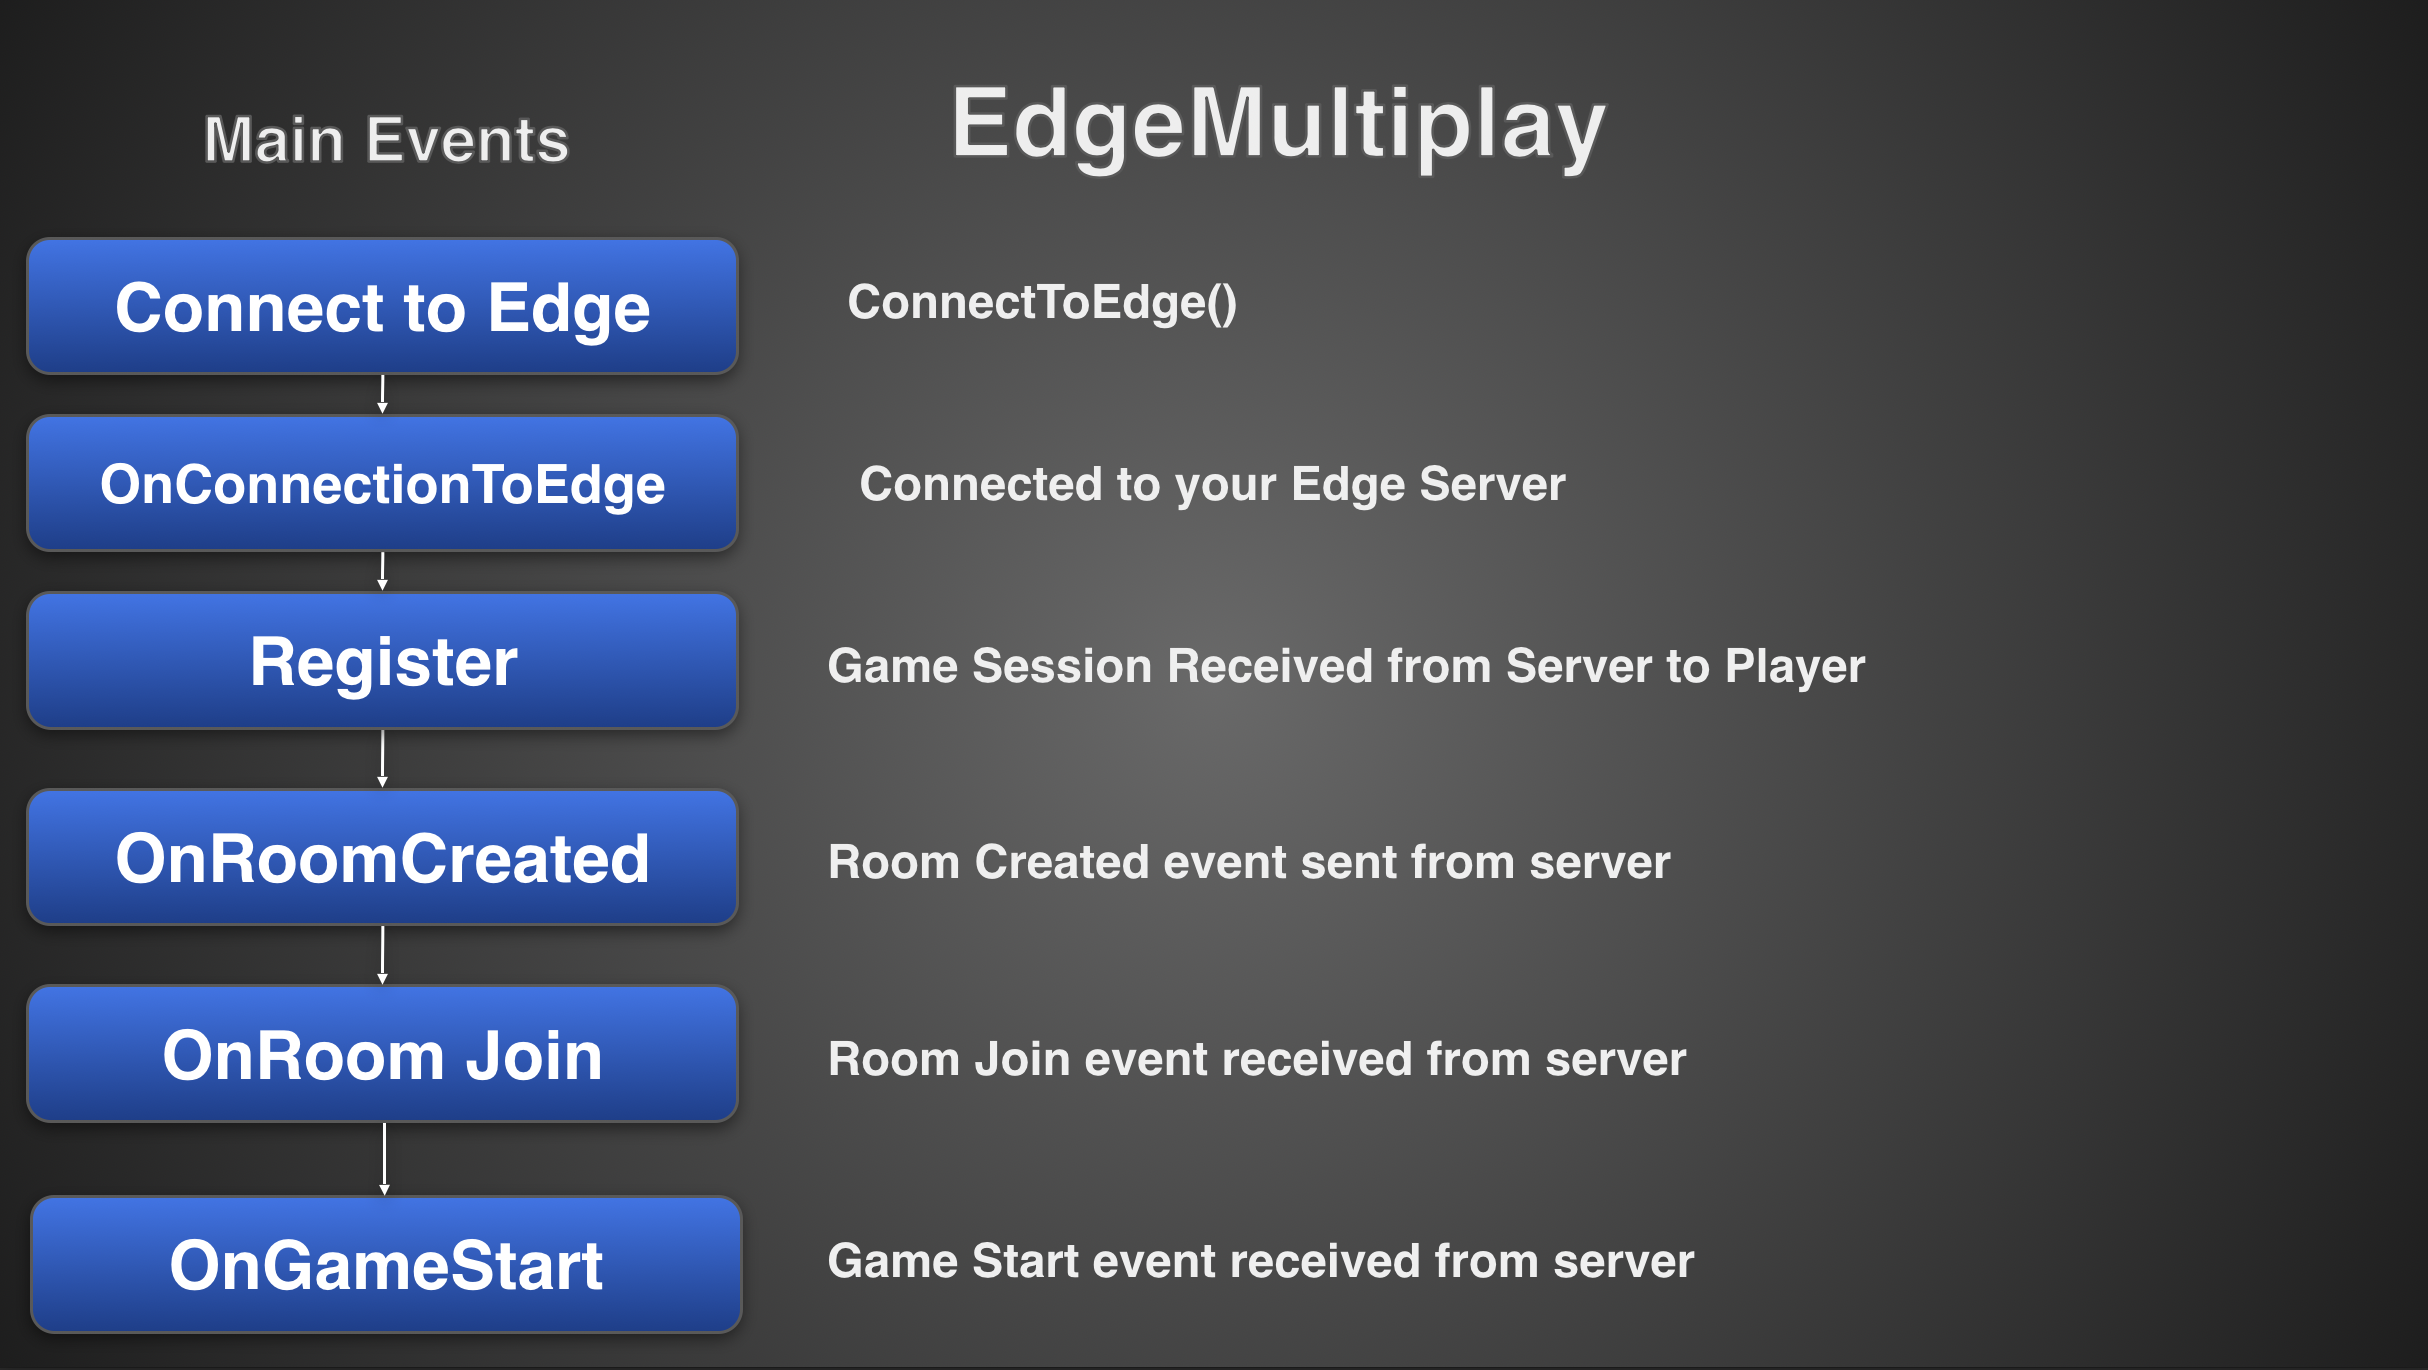 Main Events
EdgeMultiplay
Connect to Edge
ConnectToEdge()
OnConnectionToEdge
Connected to your Edge Server
Register
Game Session Received from Server to Player
OnRoomCreated
Room Created event sent from server
OnRoom Join
Room Join event received from server
OnGameStart
Game Start event received from server